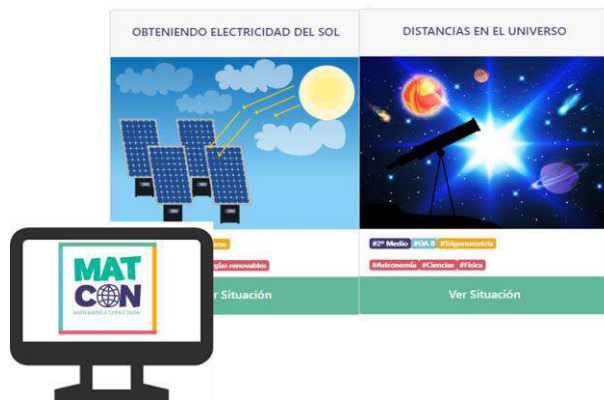 OBTENIENDO ELECTRICIDAD DEL SOL
DISTANCIAS EN EL UNIVERSO
#2º Medio #OA 8 #Trigonometría
renovables
#Astronomía #Ciencias #Física
Situación
Ver Situación
MAT
CON
MATEMÁTICA CONECTADA